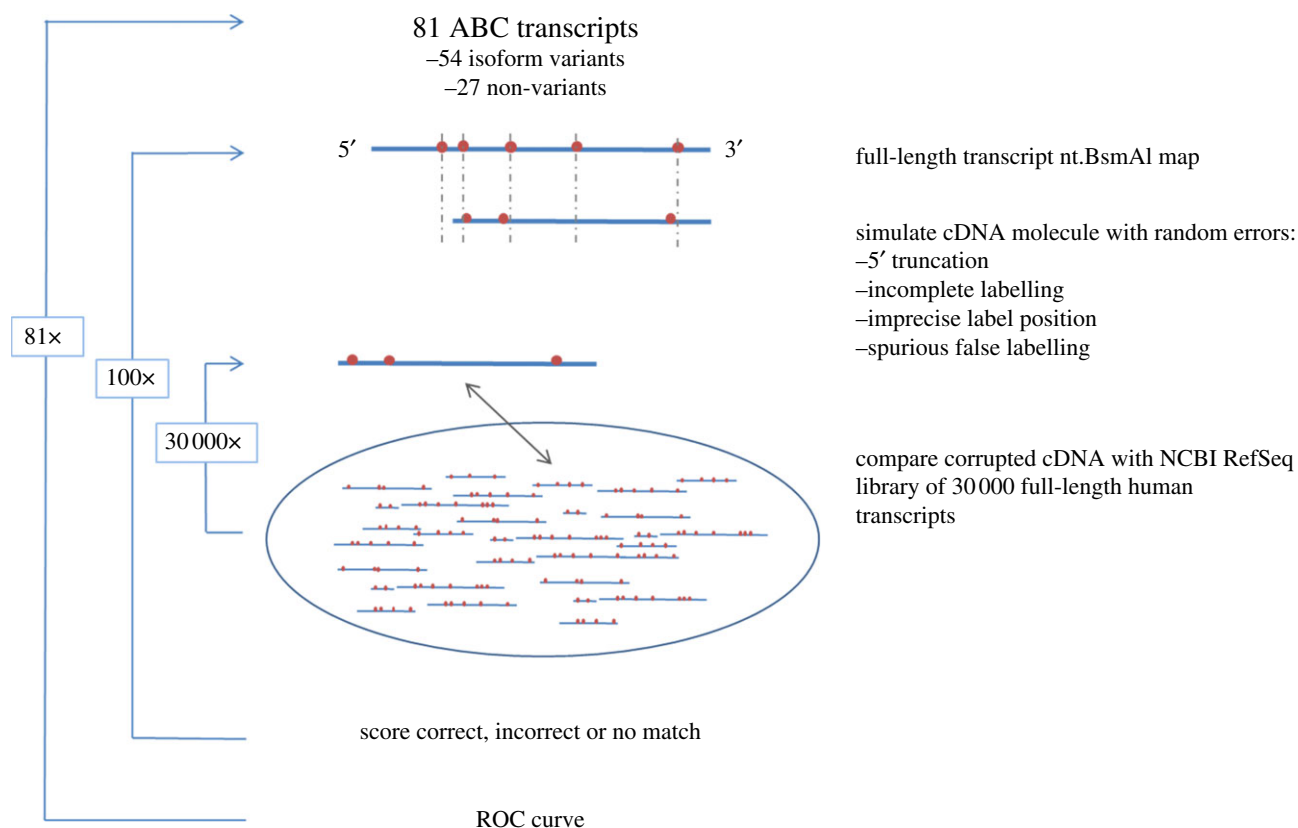 81 ABC transcripts
–54 isoform variants
–27 non-variants
5′
3′
full-length transcript nt.BsmAl map
simulate cDNA molecule with random errors:
–5′ truncation
–incomplete labelling
–imprecise label position
–spurious false labelling
81×
100×
30 000×
compare corrupted cDNA with NCBI RefSeq
library of 30 000 full-length human
transcripts
score correct, incorrect or no match
ROC curve